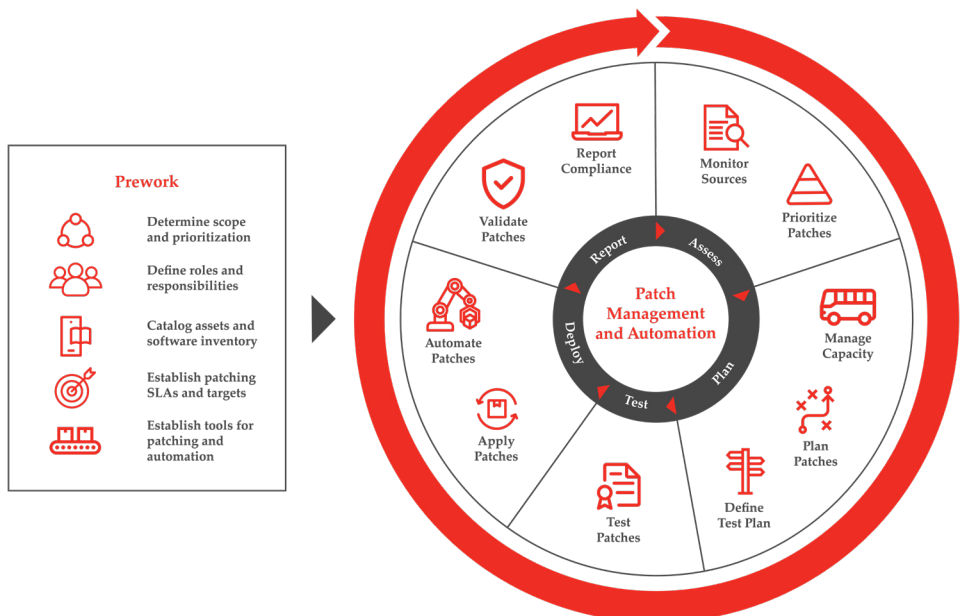 Prework
Determine scope
and prioritization
Define roles and
responsibilities
Catalog assets and
software inventory
Establish patching
SLAs and targets
Establish tools for
patching and
automation
Patch
Management
and Automation
Assess
Plan
Test
Deploy
Report
Monitor
Sources
Prioritize
Patches
Manage
Capacity
Plan
Patches
Define
Test Plan
Test
Patches
Apply
Patches
Automate
Patches
Validate
Patches
Report
Compliance